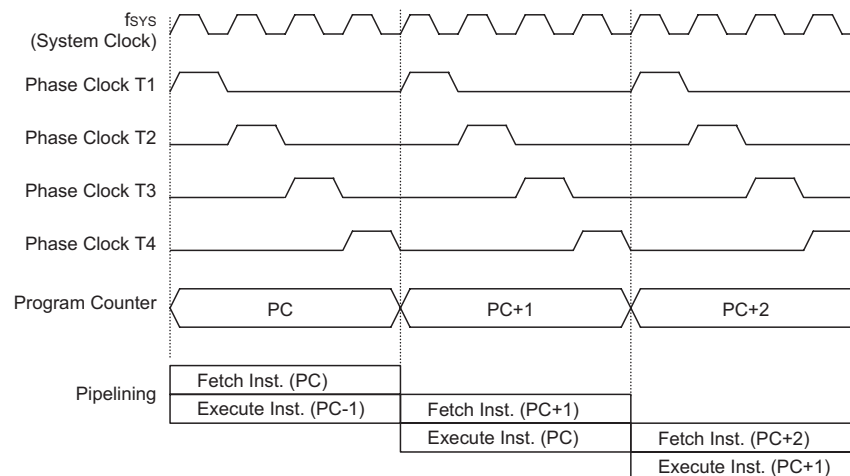 fSYS
(System Clock)
Phase Clock T1
Phase Clock T2
Phase Clock T3
Phase Clock T4
Program Counter
PC
PC+1
PC+2
Pipelining
Fetch Inst. (PC)
Execute Inst. (PC-1)
Fetch Inst. (PC+1)
Execute Inst. (PC)
Fetch Inst. (PC+2)
Execute Inst. (PC+1)